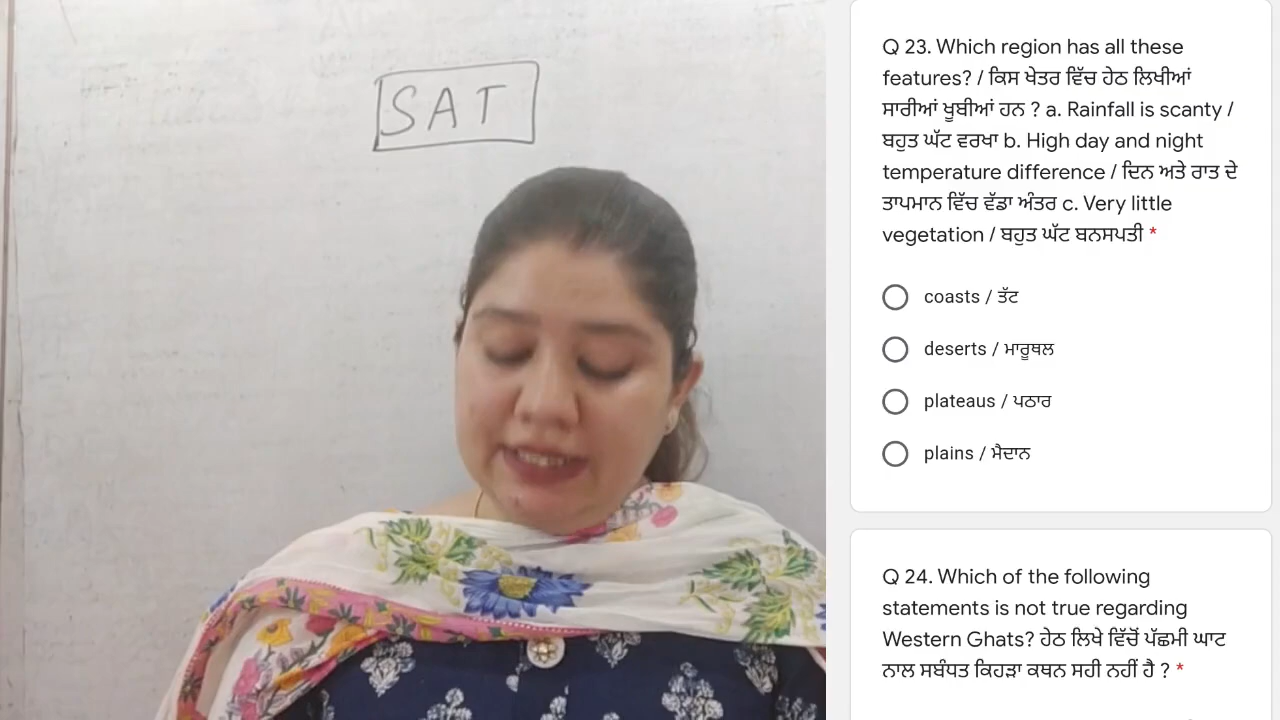 SAT
Q 23. Which region has all these
features? / ਕਿਸ ਖੇਤਰ ਵਿੱਚ ਹੇਠ ਲਿਖੀਆਂ
ਸਾਰੀਆਂ ਖੂਬੀਆਂ ਹਨ ? a. Rainfall is scanty /
ਬਹੁਤ ਘੱਟ ਵਰਖਾ b. High day and night
temperature difference / ਦਿਨ ਅਤੇ ਰਾਤ ਦੇ
ਤਾਪਮਾਨ ਵਿੱਚ ਵੱਡਾ ਅੰਤਰ c. Very little
vegetation / ਬਹੁਤ ਘੱਟ ਬਨਸਪਤੀ *
coasts / ਤੱਟ
deserts / ਮਾਰੂਥਲ
plateaus / ਪਠਾਰ
plains / ਮੈਦਾਨ
Q 24. Which of the following
statements is not true regarding
Western Ghats? ਹੇਠ ਲਿਖੇ ਵਿੱਚੋਂ ਪੱਛਮੀ ਘਾਟ
ਨਾਲ ਸਬੰਧਤ ਕਿਹੜਾ ਕਥਨ ਸਹੀ ਨਹੀਂ ਹੈ ? *